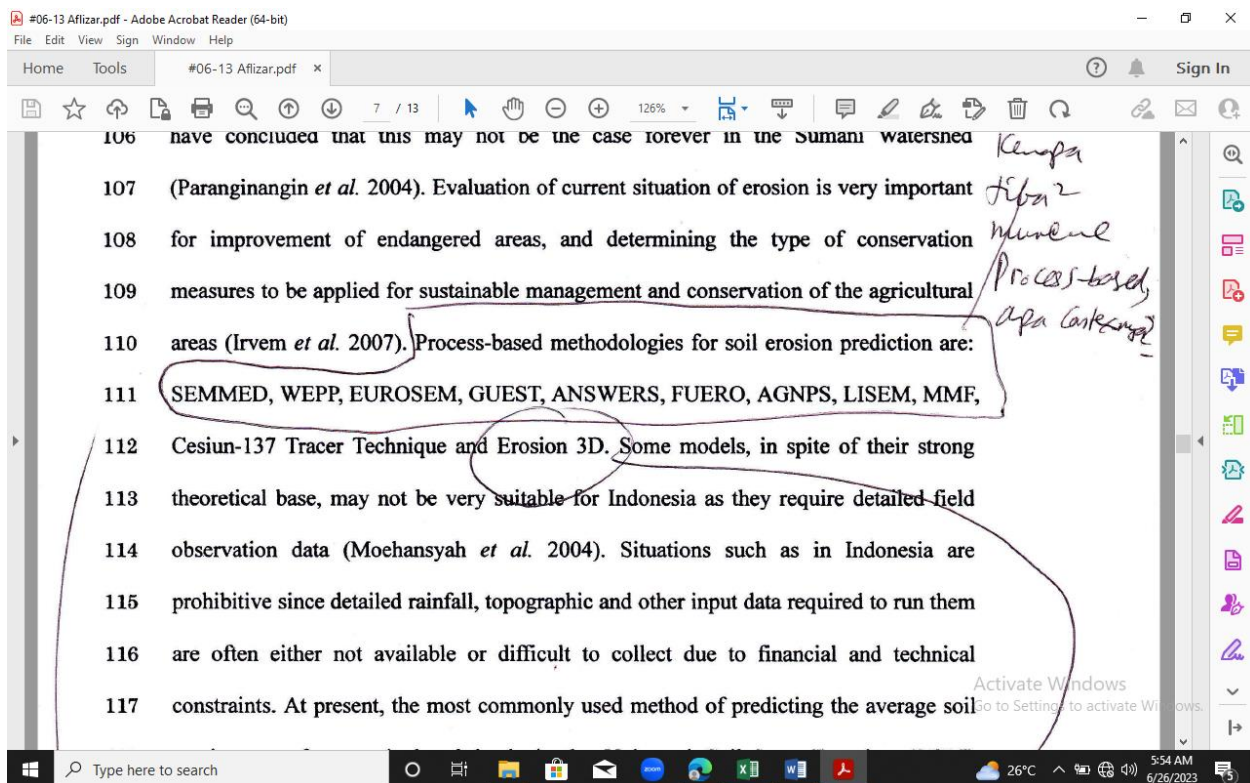 #06-13 Aflizar.pdf - Adobe Acrobat Reader (64-bit)
File Edit View Sign Window Help
Home Tools #06-13 Aflizar.pdf × Sign In
7 / 13 126%
106 have concluded that this may not be the case forever in the Sumani Watershed
107 (Paranginangin et al. 2004). Evaluation of current situation of erosion is very important
108 for improvement of endangered areas, and determining the type of conservation
109 measures to be applied for sustainable management and conservation of the agricultural
110 areas (Irvem et al. 2007). Process-based methodologies for soil erosion prediction are:
111 SEMMED, WEPP, EUROSEM, GUEST, ANSWERS, FUERO, AGNPS, LISEM, MMF,
112 Cesiun-137 Tracer Technique and Erosion 3D. Some models, in spite of their strong
113 theoretical base, may not be very suitable for Indonesia as they require detailed field
114 observation data (Moehansyah et al. 2004). Situations such as in Indonesia are
115 prohibitive since detailed rainfall, topographic and other input data required to run them
116 are often either not available or difficult to collect due to financial and technical
117 constraints. At present, the most commonly used method of predicting the average soil
Kenapa
tiba2
Process-based,
apa
Activate Windows
Go to Settings to activate Windows.
Type here to search
zoom
26°C
5:54 AM
6/26/2023
5